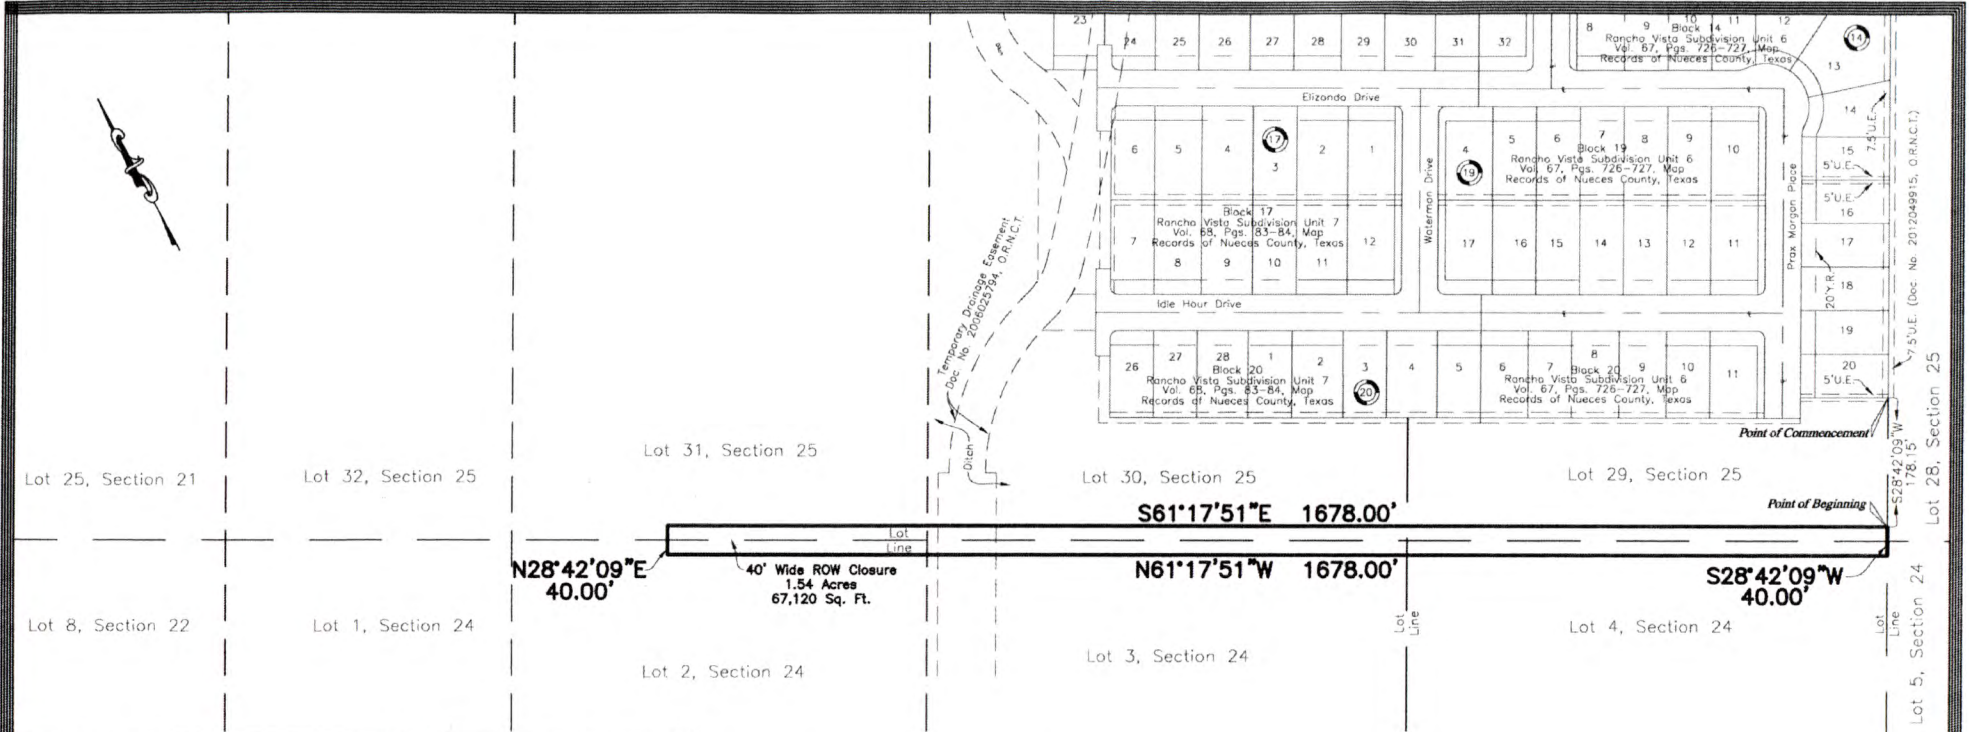 23
24 25 26 27 28 29 30 31 32
8 9 10 11 12
Block 14
Rancho Vista Subdivision Unit 6
Vol. 67, Pgs. 726-727, Map
Records of Nueces County, Texas
14
13
Elizondo Drive
14
7.5'U.E.
6 5 4 17 2 1
3
Block 17
Rancho Vista Subdivision Unit 7
Vol. 68, Pgs. 83-84, Map
Records of Nueces County, Texas
7 12
8 9 10 11
Waterman Drive
4 5 6 7 8 9 10
Block 19
19
Rancho Vista Subdivision Unit 6
Vol. 67, Pgs. 726-727, Map
Records of Nueces County, Texas
17 16 15 14 13 12 11
Prax Morgan Place
15
5'U.E.
5'U.E.
16
17
18
20'Y.R.
19
20
5'U.E.
7.5'U.E. (Doc. No. 2012049915, O.R.N.C.T.)
Idle Hour Drive
Temporary Drainage Easement
Doc. No. 2006025794, O.R.N.C.T.
26 27 28 1 2 3 4 5 6 7 8 9 10 11
Block 20
Rancho Vista Subdivision Unit 7
Vol. 68, Pgs. 83-84, Map
Records of Nueces County, Texas
20
Block 20
Rancho Vista Subdivision Unit 6
Vol. 67, Pgs. 726-727, Map
Records of Nueces County, Texas
Point of Commencement
S28°42'09"W
178.15'
Lot 28, Section 25
Ditch
Lot 25, Section 21
Lot 32, Section 25
Lot 31, Section 25
Lot 30, Section 25
Lot 29, Section 25
Point of Beginning
S61°17'51"E 1678.00'
Lot
Line
N28°42'09"E
40.00'
40' Wide ROW Closure
1.54 Acres
67,120 Sq. Ft.
N61°17'51"W 1678.00'
S28°42'09"W
40.00'
Lot 8, Section 22
Lot 1, Section 24
Lot 2, Section 24
Lot 3, Section 24
Lot
Line
Lot 4, Section 24
Lot
Line
Lot 5, Section 24